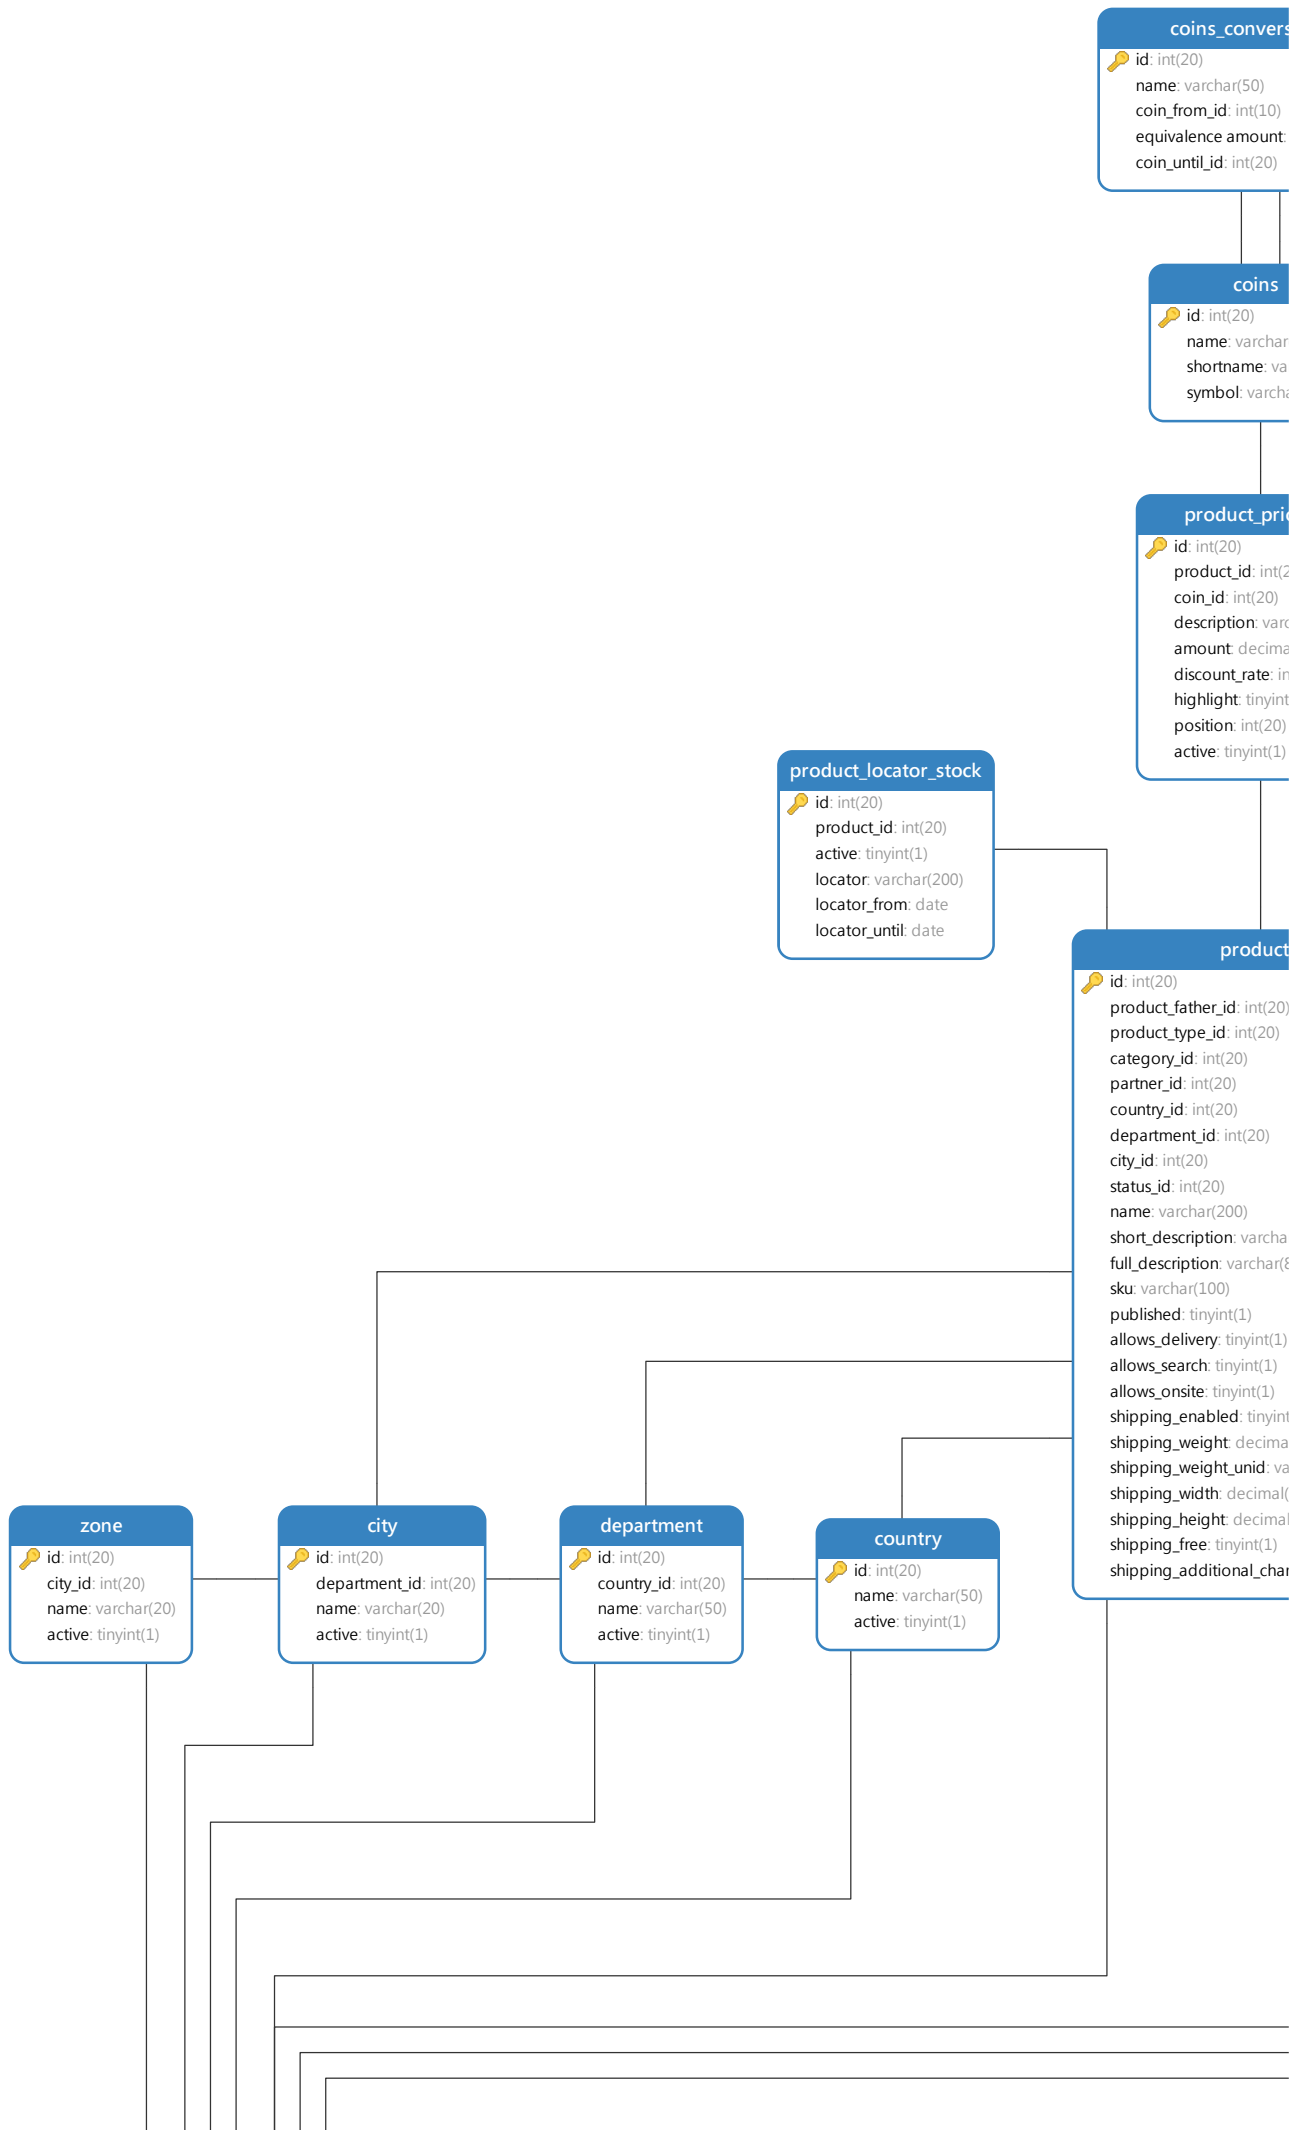 coins_convers
id: int(20)
name: varchar(50)
coin_from_id: int(10)
equivalence amount:
coin_until_id: int(20)
coins
id: int(20)
name: varchar
shortname: va
symbol: varcha
product_pric
id: int(20)
product_id: int(2
coin_id: int(20)
description: varc
amount: decima
discount_rate: in
highlight: tinyint
position: int(20)
active: tinyint(1)
product_locator_stock
id: int(20)
product_id: int(20)
active: tinyint(1)
locator: varchar(200)
locator_from: date
locator_until: date
product
id: int(20)
product_father_id: int(20)
product_type_id: int(20)
category_id: int(20)
partner_id: int(20)
country_id: int(20)
department_id: int(20)
city_id: int(20)
status_id: int(20)
name: varchar(200)
short_description: varcha
full_description: varchar(8
sku: varchar(100)
published: tinyint(1)
allows_delivery: tinyint(1)
allows_search: tinyint(1)
allows_onsite: tinyint(1)
shipping_enabled: tinyint
shipping_weight: decima
shipping_weight_unid: va
shipping_width: decimal(
shipping_height: decimal
shipping_free: tinyint(1)
shipping_additional_char
zone
id: int(20)
city_id: int(20)
name: varchar(20)
active: tinyint(1)
city
id: int(20)
department_id: int(20)
name: varchar(20)
active: tinyint(1)
department
id: int(20)
country_id: int(20)
name: varchar(50)
active: tinyint(1)
country
id: int(20)
name: varchar(50)
active: tinyint(1)